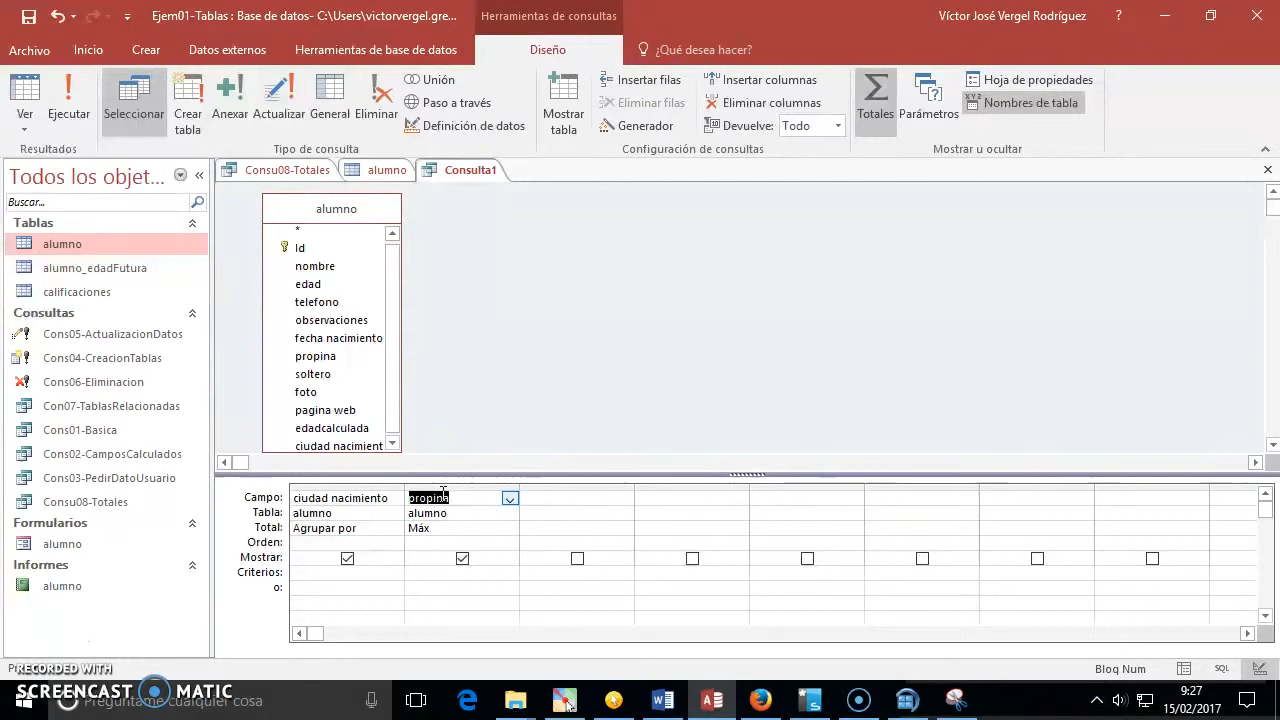 Ejem01-Tablas : Base de datos- C:\Users\victorvergel.gre...
Herramientas de consultas
Víctor José Vergel Rodríguez
?
Archivo
Inicio
Crear
Datos externos
Herramientas de base de datos
Diseño
¿Qué desea hacer?
Ver
Ejecutar
Seleccionar
Crear tabla
Anexar
Actualizar
General
Eliminar
Unión
Paso a través
Definición de datos
Mostrar tabla
Insertar filas
Eliminar filas
Generador
Insertar columnas
Eliminar columnas
Devuelve: Todo
Totales
Parámetros
Hoja de propiedades
XYZ Nombres de tabla
Resultados
Tipo de consulta
Configuración de consultas
Mostrar u ocultar
Todos los objet...
Buscar...
Tablas
alumno
alumno_edadFutura
calificaciones
Consultas
Cons05-ActualizacionDatos
Cons04-CreacionTablas
Cons06-Eliminacion
Con07-TablasRelacionadas
Cons01-Basica
Cons02-CamposCalculados
Cons03-PedirDatoUsuario
Consu08-Totales
Formularios
alumno
Informes
alumno
Consu08-Totales
alumno
Consulta1
alumno
*
Id
nombre
edad
telefono
observaciones
fecha nacimiento
propina
soltero
foto
pagina web
edadcalculada
ciudad nacimient
Campo: ciudad nacimiento propina
Tabla: alumno alumno
Total: Agrupar por Máx
Orden:
Mostrar:
Criterios:
o:
Bloq Num
SQL
RECORDED WITH
SCREENCAST MATIC
Pregúntame cualquier cosa
9:27
15/02/2017